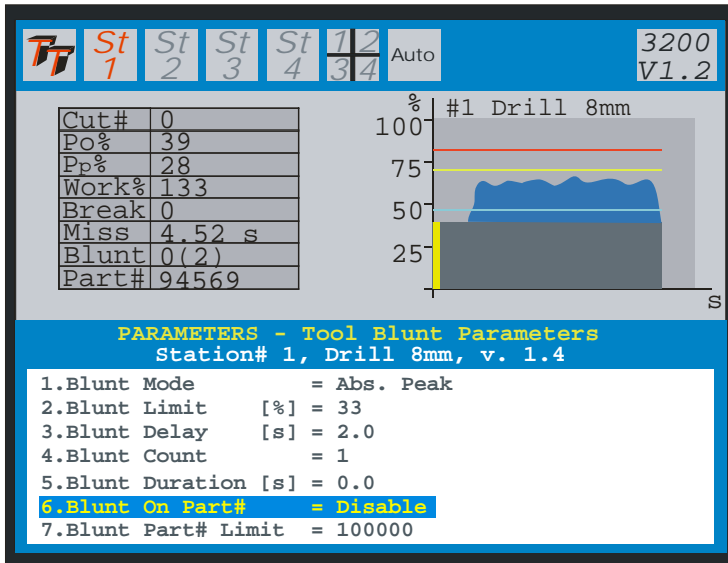 TT St 1 St 2 St 3 St 4 1 2 3 4 Auto 3200 V1.2
Cut# 0
Po% 39
Pp% 28
Work% 133
Break 0
Miss 4.52 s
Blunt 0(2)
Part# 94569
% #1 Drill 8mm
100
75
50
25
s
PARAMETERS - Tool Blunt Parameters
Station# 1, Drill 8mm, v. 1.4
1.Blunt Mode = Abs. Peak
2.Blunt Limit [%] = 33
3.Blunt Delay [s] = 2.0
4.Blunt Count = 1
5.Blunt Duration [s] = 0.0
6.Blunt On Part# = Disable
7.Blunt Part# Limit = 100000